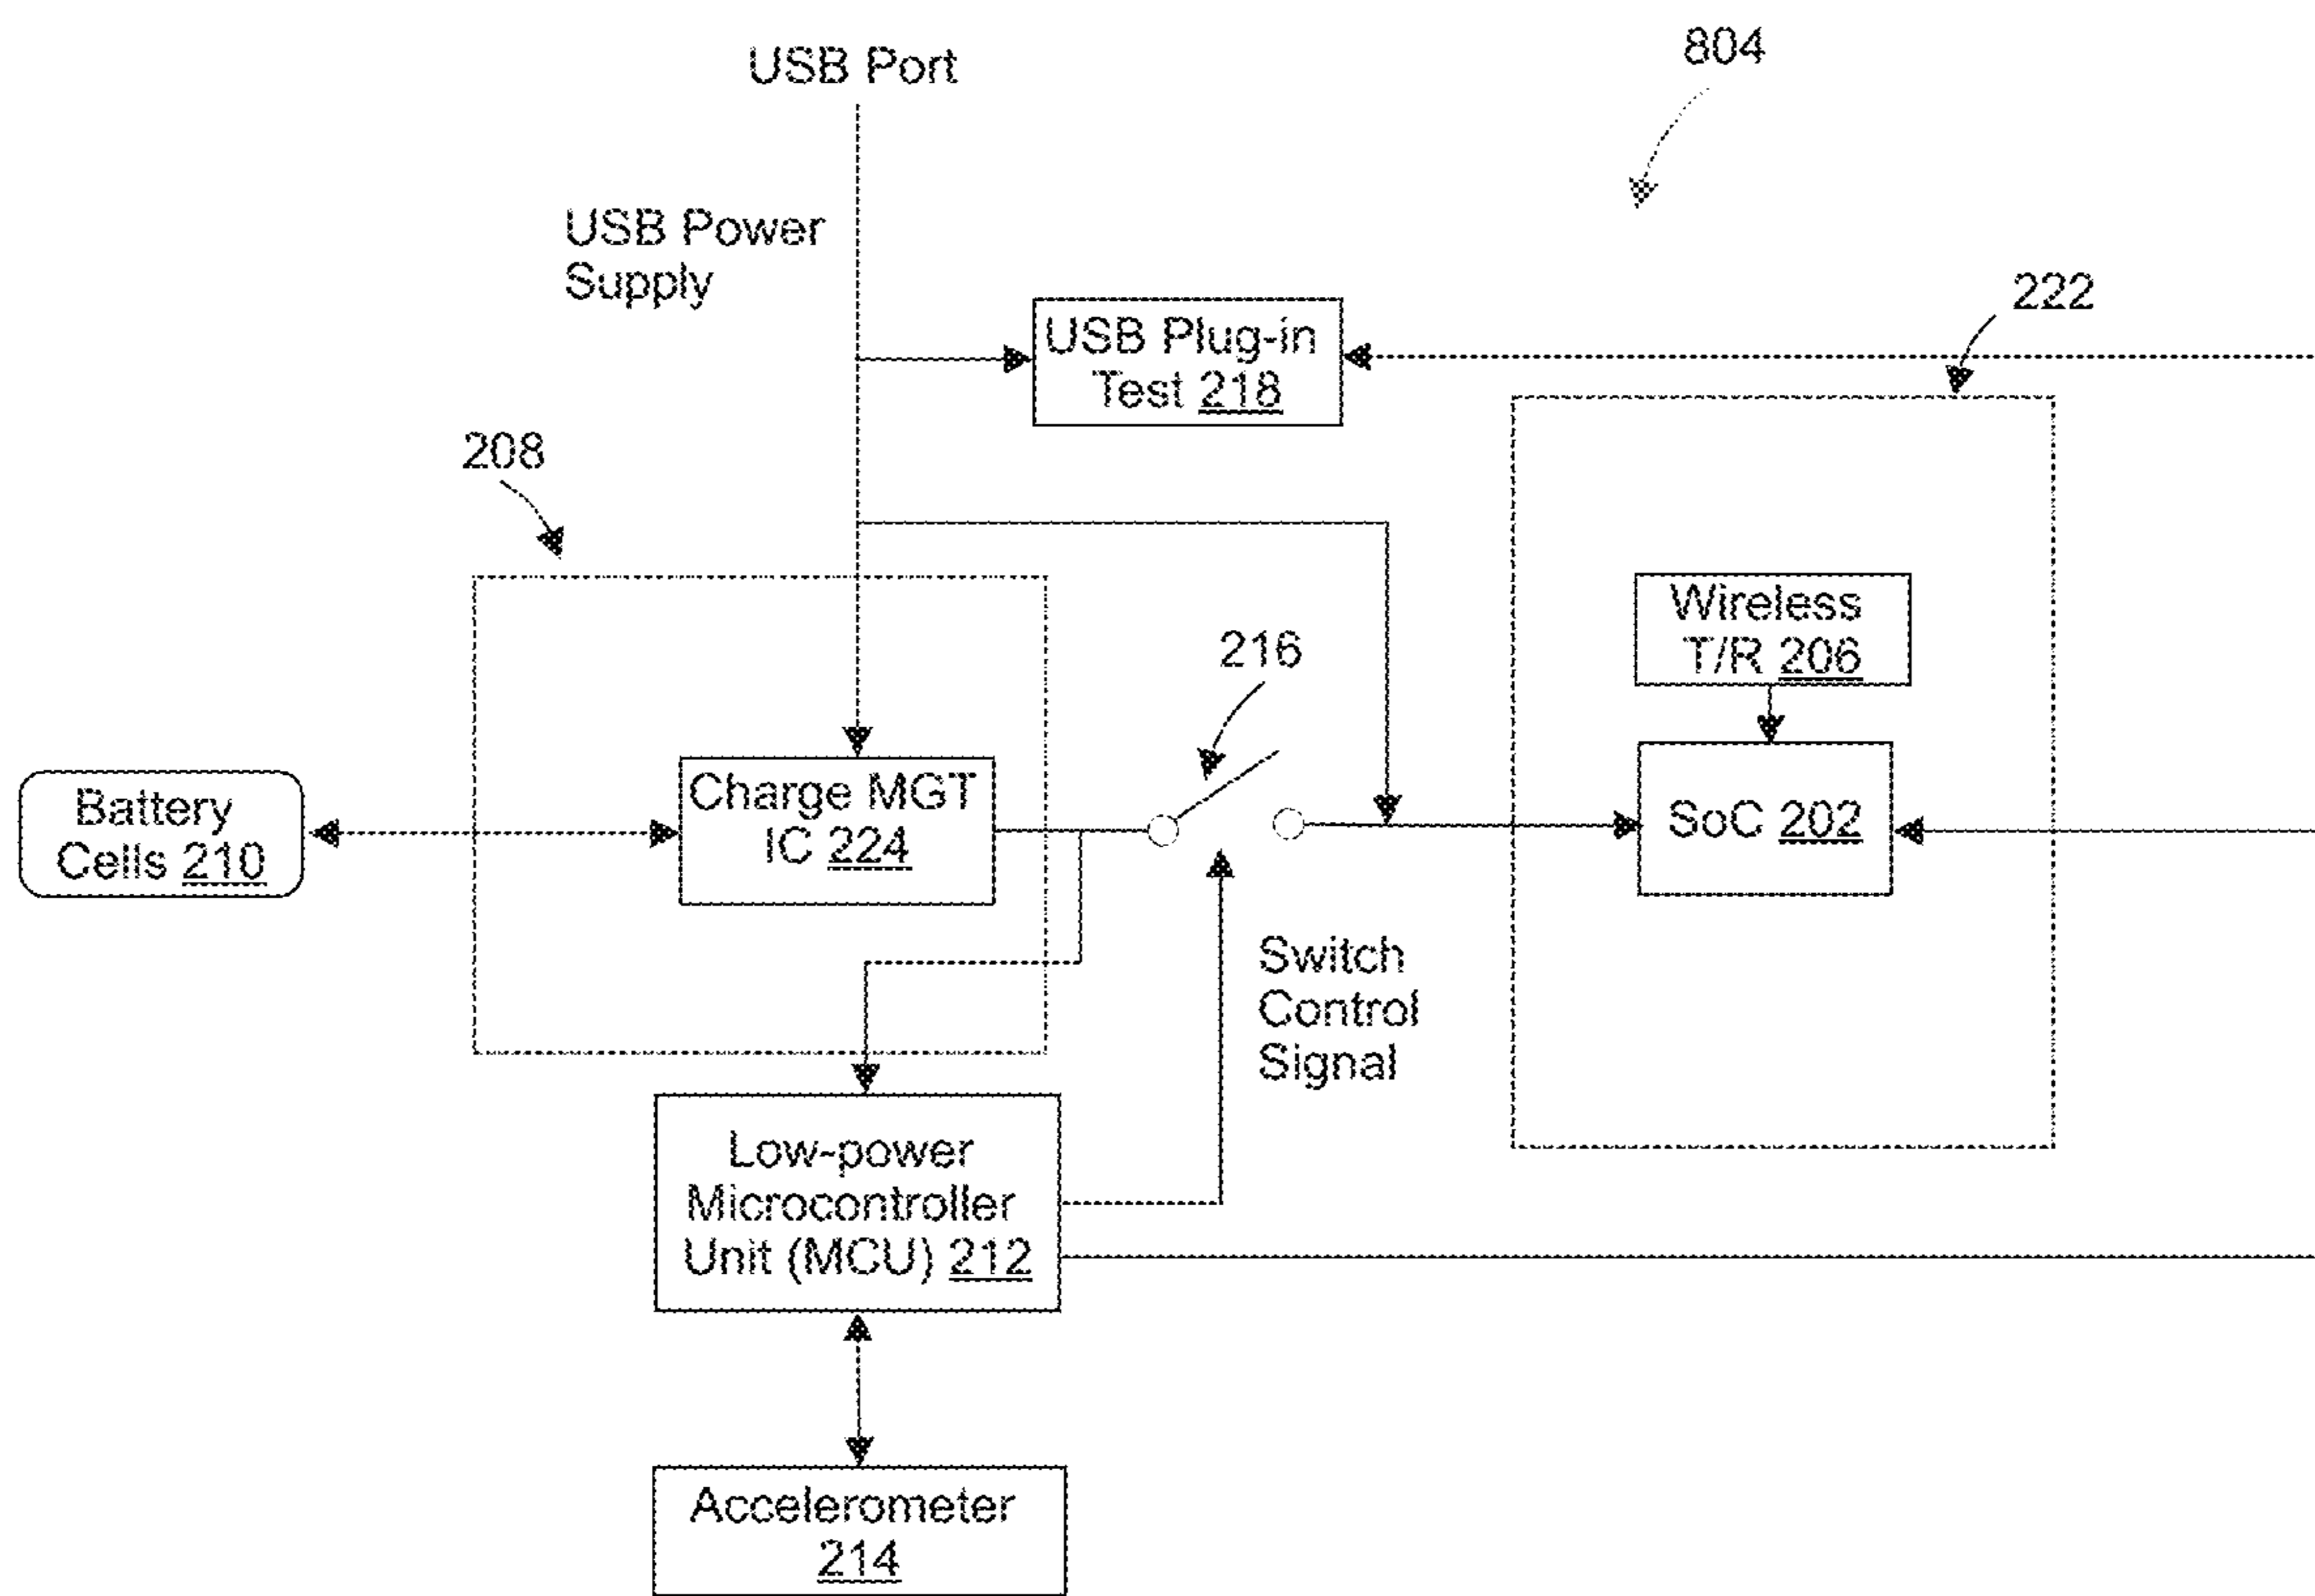 USB Port
804
USB Power
Supply
222
USB Plug-in
Test 218
208
Wireless
T/R 206
216
Battery
Cells 210
Charge MGT
IC 224
SoC 202
Switch
Control
Signal
Low-power
Microcontroller
Unit (MCU) 212
Accelerometer
214